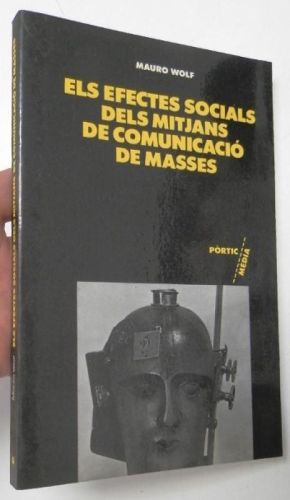 MAURO WOLF
ELS EFECTES SOCIALS
DELS MITJANS
DE COMUNICACIÓ
DE MASSES
PÒRTIC
MÈDIA